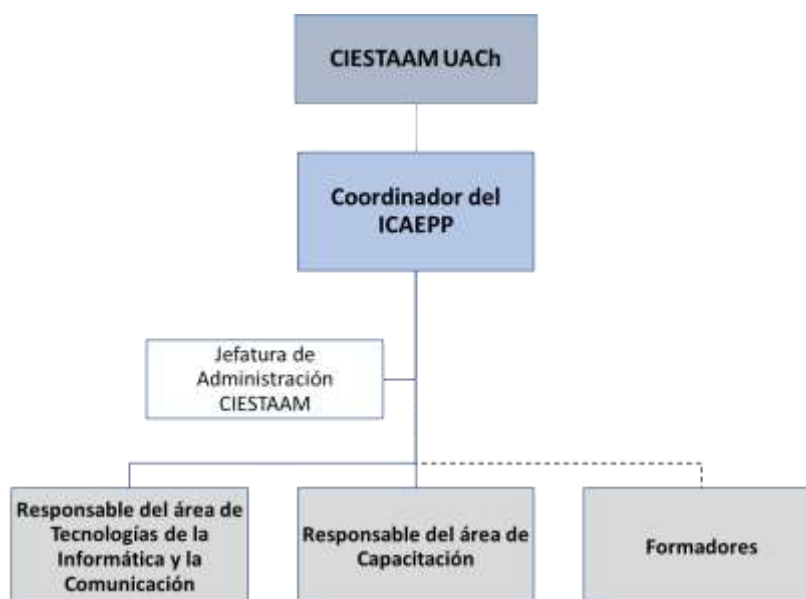 CIESTAAM UACh
Coordinador del
ICAEPP
Jefatura de
Administración
CIESTAAM
Responsable del área de
Tecnologías de la
Informática y la
Comunicación
Responsable del área de
Capacitación
Formadores